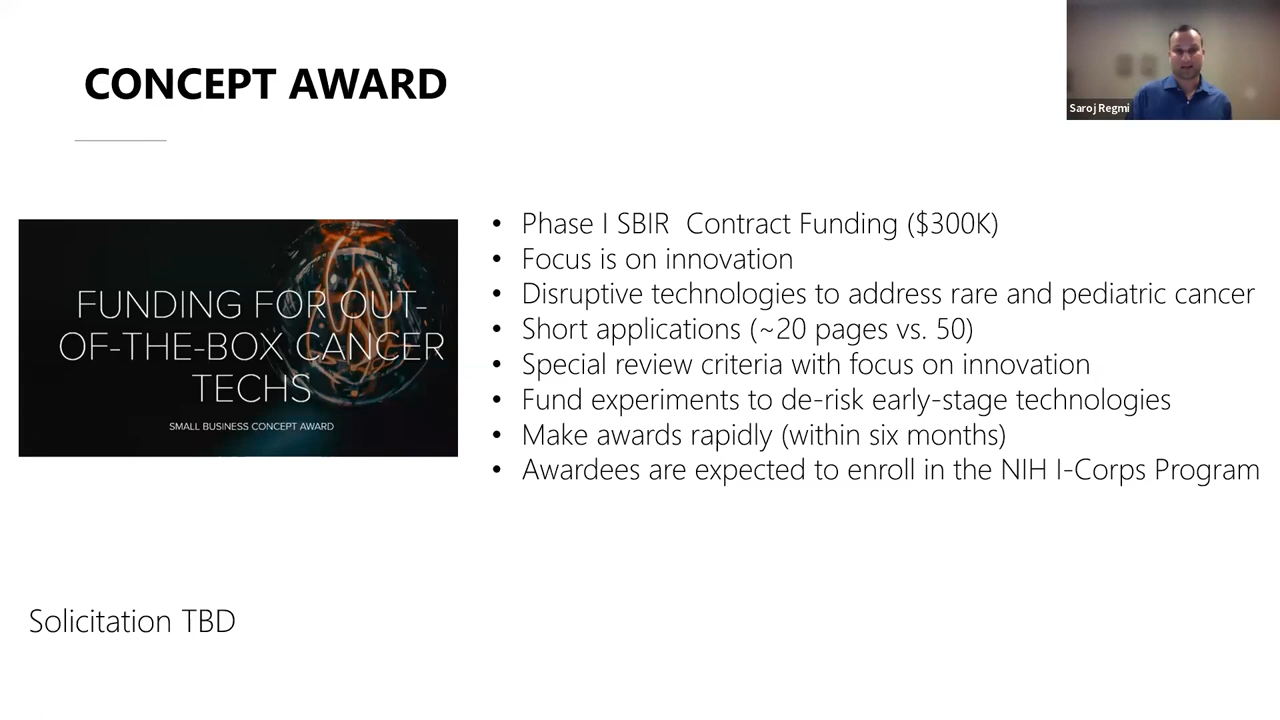 CONCEPT AWARD
Saroj Regmi
FUNDING FOR OUT-
OF-THE-BOX CANCER
TECHS
SMALL BUSINESS CONCEPT AWARD
• Phase I SBIR  Contract Funding ($300K)
• Focus is on innovation
• Disruptive technologies to address rare and pediatric cancer
• Short applications (~20 pages vs. 50)
• Special review criteria with focus on innovation
• Fund experiments to de-risk early-stage technologies
• Make awards rapidly (within six months)
• Awardees are expected to enroll in the NIH I-Corps Program
Solicitation TBD